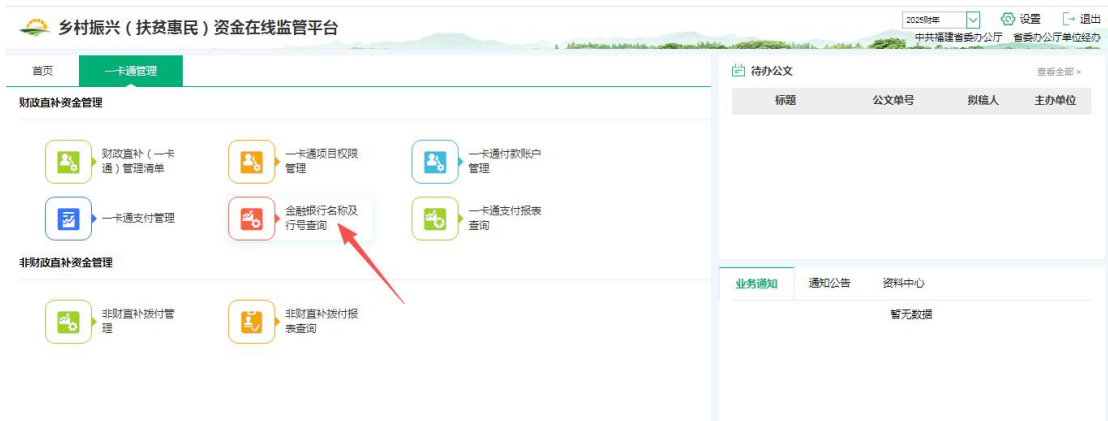 乡村振兴（扶贫惠民）资金在线监管平台
2025财年 设置 退出
中共福建省委办公厅 省委办公厅单位经办
首页 一卡通管理
财政直补资金管理
财政直补（一卡
通）管理清单
一卡通项目权限
管理
一卡通付款账户
管理
一卡通支付管理
金融银行名称及
行号查询
一卡通支付报表
查询
非财政直补资金管理
非财直补拨付管
理
非财直补拨付报
表查询
待办公文 查看全部 >
标题 公文单号 拟稿人 主办单位
业务通知 通知公告 资料中心
暂无数据